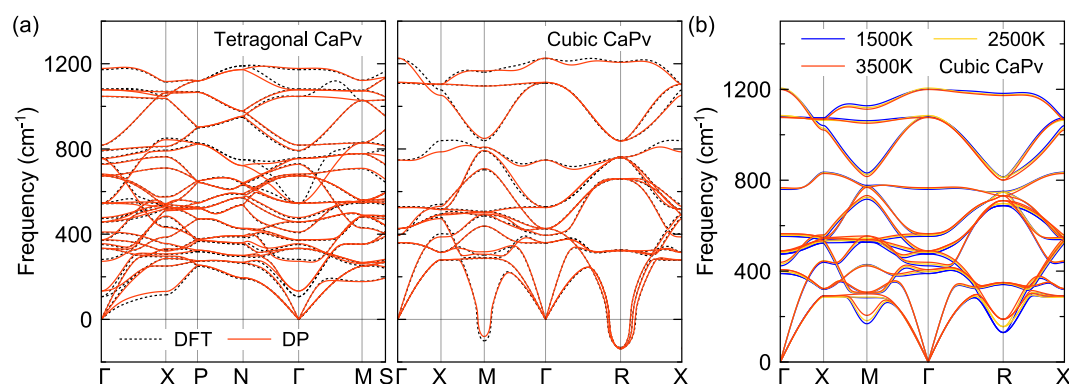 (a)
Tetragonal CaPv
Cubic CaPv
Frequency (cm⁻¹)
1200
800
400
0
DFT
DP
Γ X P N Γ M S Γ X M Γ R X
(b)
1500K 2500K
3500K Cubic CaPv
Frequency (cm⁻¹)
1200
800
400
0
Γ X M Γ R X